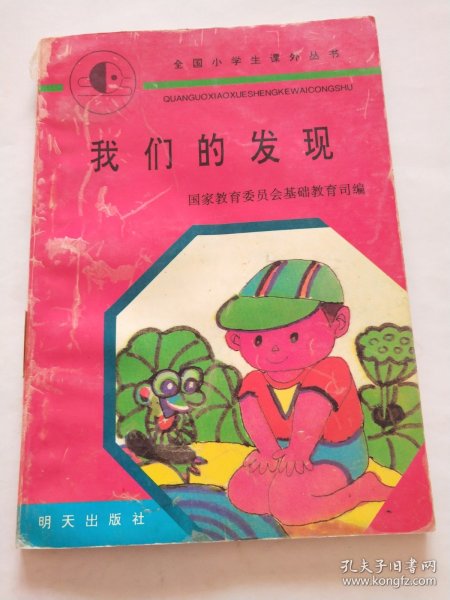 全国小学生课外丛书
QUANGUOXIAOXUESHENGKEWAICONGSHU
我们的发现
国家教育委员会基础教育司编
明天出版社
孔夫子旧书网
www.kongfz.com